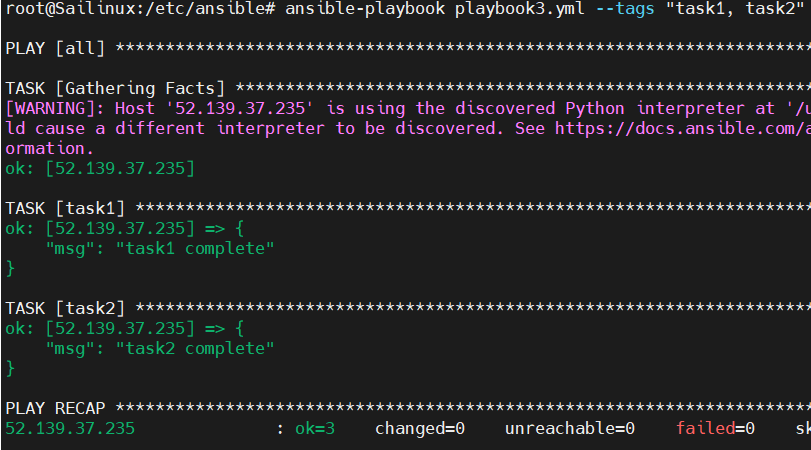 root@Sailinux:/etc/ansible# ansible-playbook playbook3.yml --tags "task1, task2"
PLAY [all] **********************************************************************
TASK [Gathering Facts] **********************************************************
[WARNING]: Host '52.139.37.235' is using the discovered Python interpreter at '/u
ld cause a different interpreter to be discovered. See https://docs.ansible.com/a
ormation.
ok: [52.139.37.235]
TASK [task1] ********************************************************************
ok: [52.139.37.235] => {
    "msg": "task1 complete"
}
TASK [task2] ********************************************************************
ok: [52.139.37.235] => {
    "msg": "task2 complete"
}
PLAY RECAP **********************************************************************
52.139.37.235              : ok=3    changed=0    unreachable=0    failed=0    sk